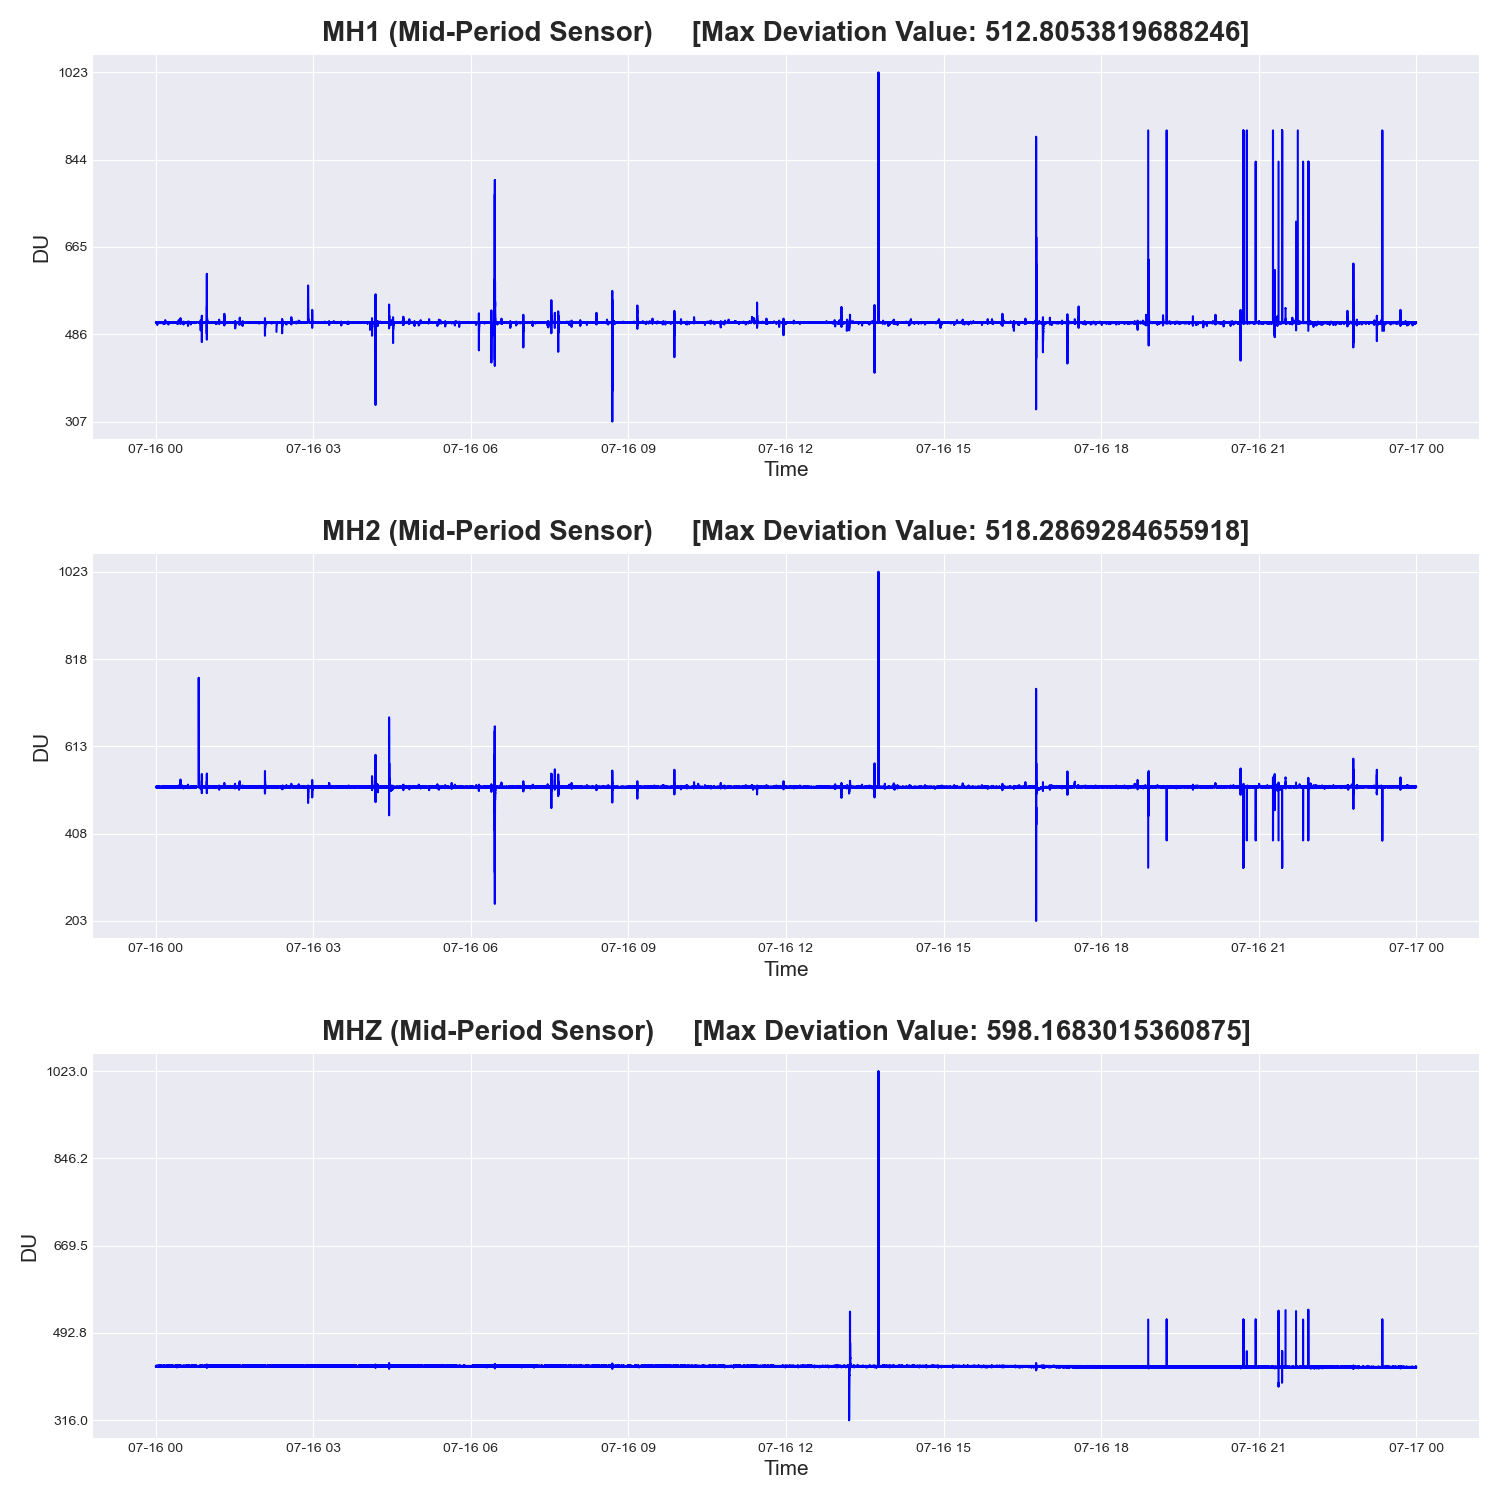 MH1 (Mid-Period Sensor) [Max Deviation Value: 512.8053819688246]
1023
844
665
486
307
DU
07-16 00 07-16 03 07-16 06 07-16 09 07-16 12 07-16 15 07-16 18 07-16 21 07-17 00
Time
MH2 (Mid-Period Sensor) [Max Deviation Value: 518.2869284655918]
1023
818
613
408
203
DU
07-16 00 07-16 03 07-16 06 07-16 09 07-16 12 07-16 15 07-16 18 07-16 21 07-17 00
Time
MHZ (Mid-Period Sensor) [Max Deviation Value: 598.1683015360875]
1023.0
846.2
669.5
492.8
316.0
DU
07-16 00 07-16 03 07-16 06 07-16 09 07-16 12 07-16 15 07-16 18 07-16 21 07-17 00
Time